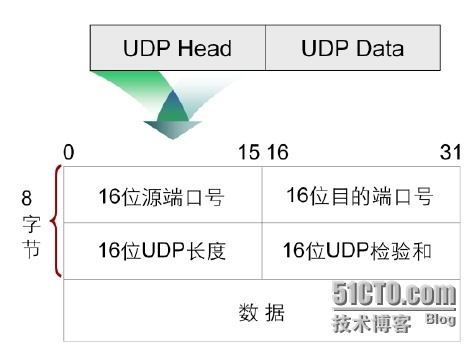 UDP Head UDP Data
0 15 16 31
8字节
16位源端口号 16位目的端口号
16位UDP长度 16位UDP检验和
数据
51CTO.com
技术博客 Blog